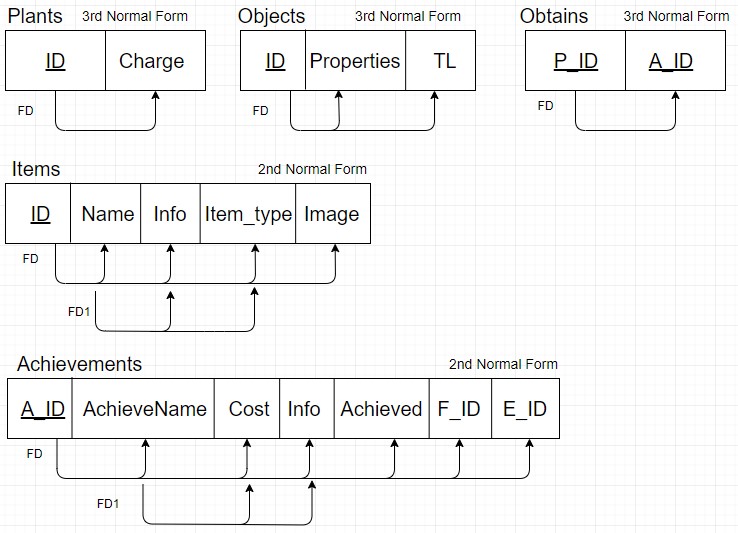 Plants 3rd Normal Form
ID Charge
FD
Objects 3rd Normal Form
ID Properties TL
FD
Obtains 3rd Normal Form
P_ID A_ID
FD
Items 2nd Normal Form
ID Name Info Item_type Image
FD
FD1
Achievements 2nd Normal Form
A_ID AchieveName Cost Info Achieved F_ID E_ID
FD
FD1